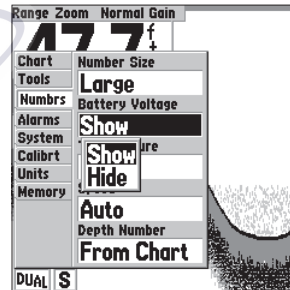 Range Zoom Normal Gain
47.7 ft
Chart
Tools
Numbrs
Alarms
System
Calibrt
Units
Memory
Number Size
Large
Battery Voltage
Show
ure
Show
Hide
Auto
Depth Number
From Chart
DUAL S